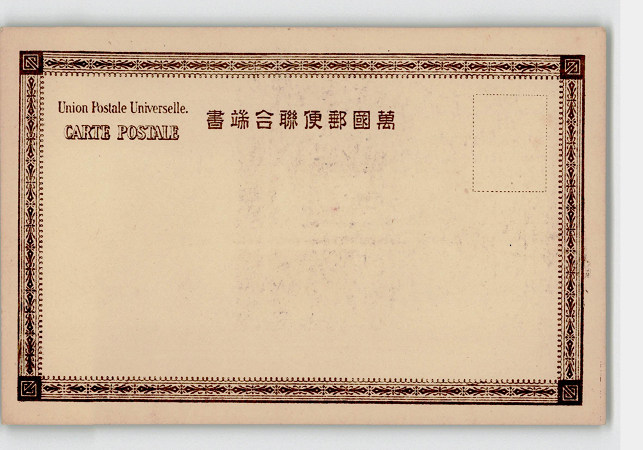 Union Postale Universelle.
CARTE POSTALE
萬國郵便聯合端書